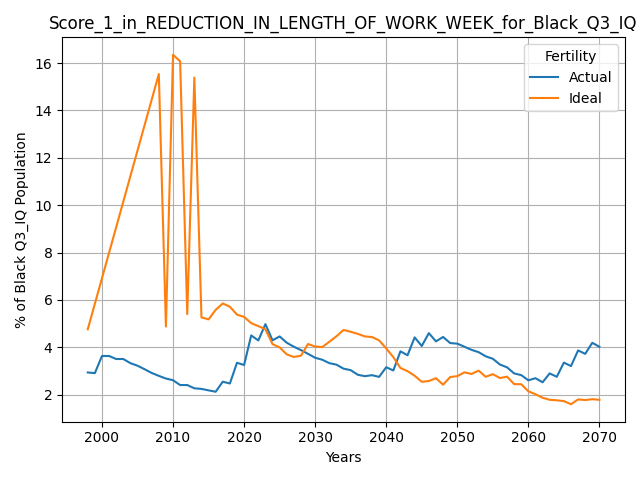 Score_1_in_REDUCTION_IN_LENGTH_OF_WORK_WEEK_for_Black_Q3_IQ
Fertility
Actual
Ideal
% of Black Q3_IQ Population
16
14
12
10
8
6
4
2
2000 2010 2020 2030 2040 2050 2060 2070
Years